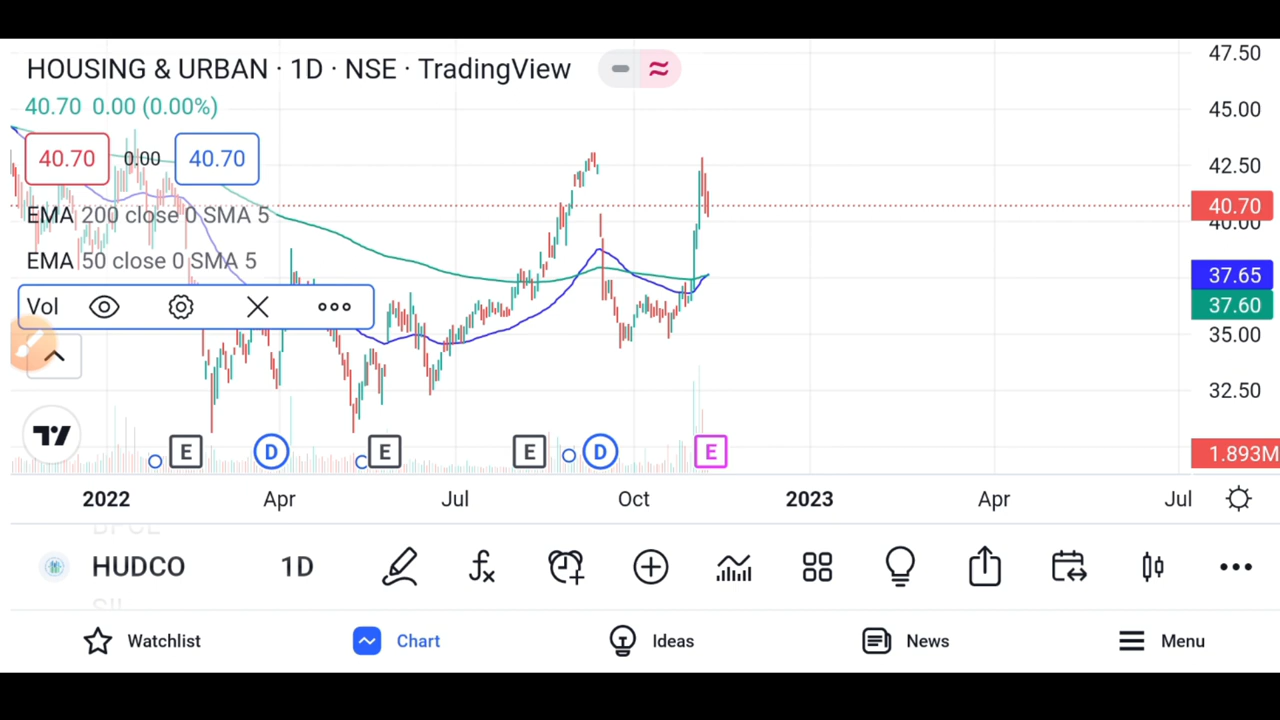 HOUSING & URBAN · 1D · NSE · TradingView
40.70 0.00 (0.00%)
40.70 0.00 40.70
EMA 200 close 0 SMA 5
EMA 50 close 0 SMA 5
Vol
47.50
45.00
42.50
40.70
40.00
37.65
37.60
35.00
32.50
1.893M
E D E E D E
2022 Apr Jul Oct 2023 Apr Jul
BPCL
HUDCO 1D
Watchlist Chart Ideas News Menu